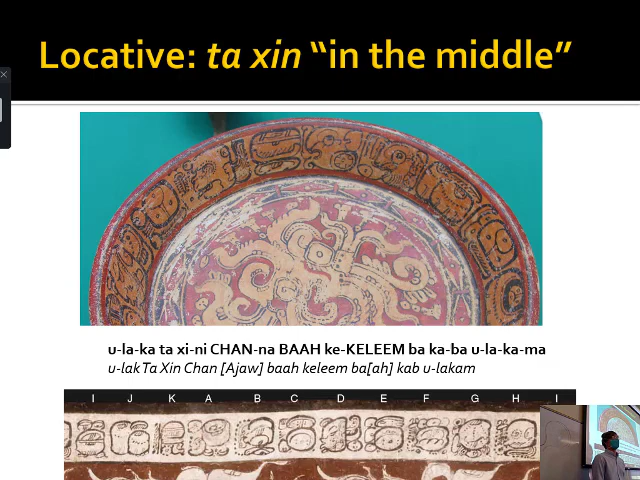 Locative: ta xin “in the middle”
u-la-ka ta xi-ni CHAN-na BAAH ke-KELEEM ba ka-ba u-la-ka-ma
u-lak Ta Xin Chan [Ajaw] baah keleem ba[ah] kab u-lakam
I J K A B C D E F G H I